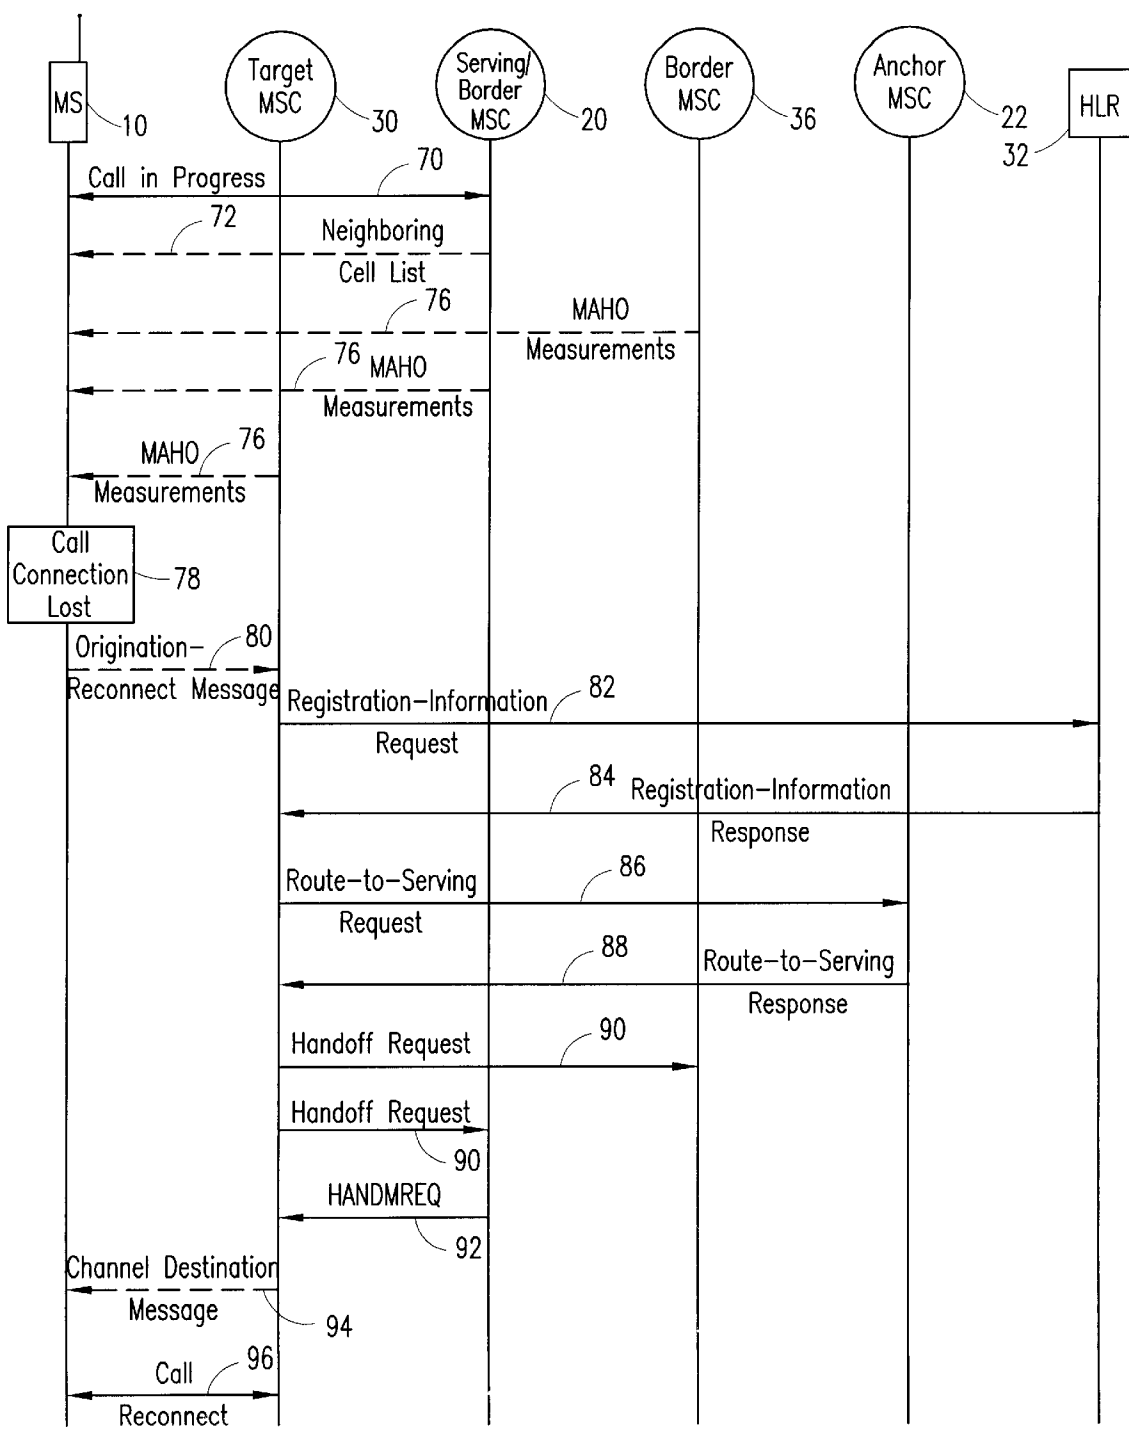 MS
10
Target
MSC
30
Serving/
Border
MSC
20
Border
MSC
36
Anchor
MSC
22
HLR
32
Call in Progress
70
72
Neighboring
Cell List
76
MAHO
Measurements
76
MAHO
Measurements
76
MAHO
Measurements
Call
Connection
Lost
78
Origination-
80
Reconnect Message
Registration-Information
82
Request
84
Registration-Information
Response
Route-to-Serving
86
Request
88
Route-to-Serving
Response
Handoff Request
90
Handoff Request
90
HANDMREQ
92
Channel Destination
Message
94
Call
96
Reconnect